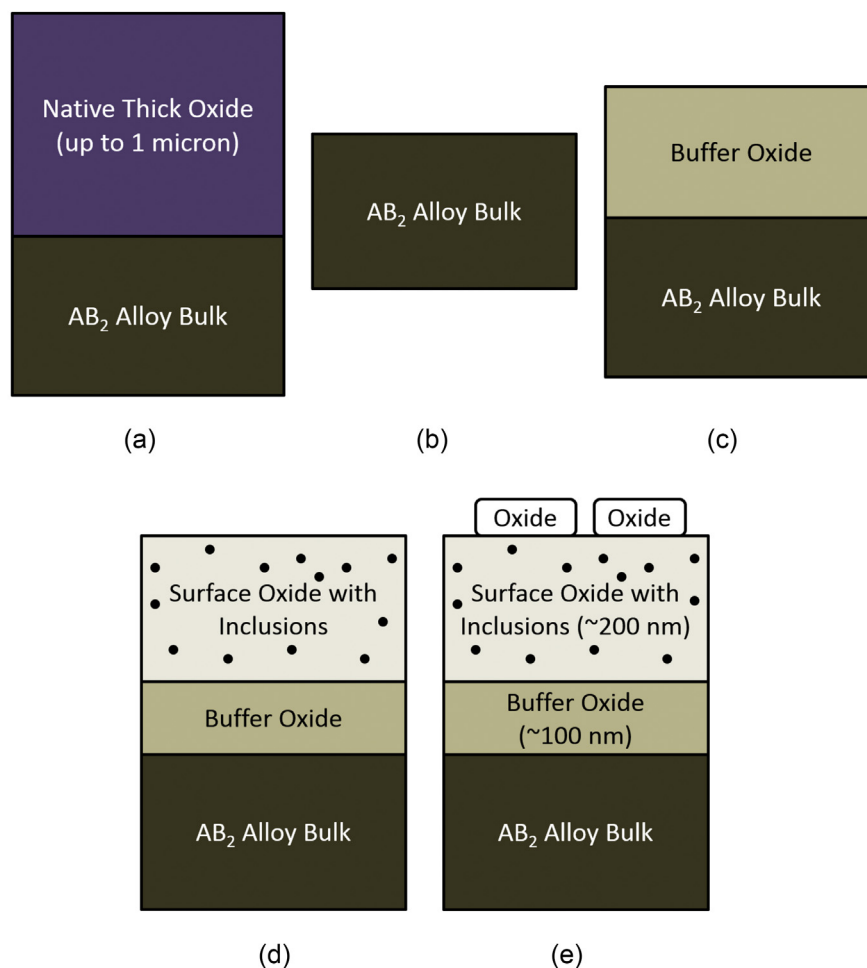 Native Thick Oxide
(up to 1 micron)
AB₂ Alloy Bulk
(a)
AB₂ Alloy Bulk
(b)
Buffer Oxide
AB₂ Alloy Bulk
(c)
Surface Oxide with
Inclusions
Buffer Oxide
AB₂ Alloy Bulk
(d)
Oxide
Oxide
Surface Oxide with
Inclusions (~200 nm)
Buffer Oxide
(~100 nm)
AB₂ Alloy Bulk
(e)